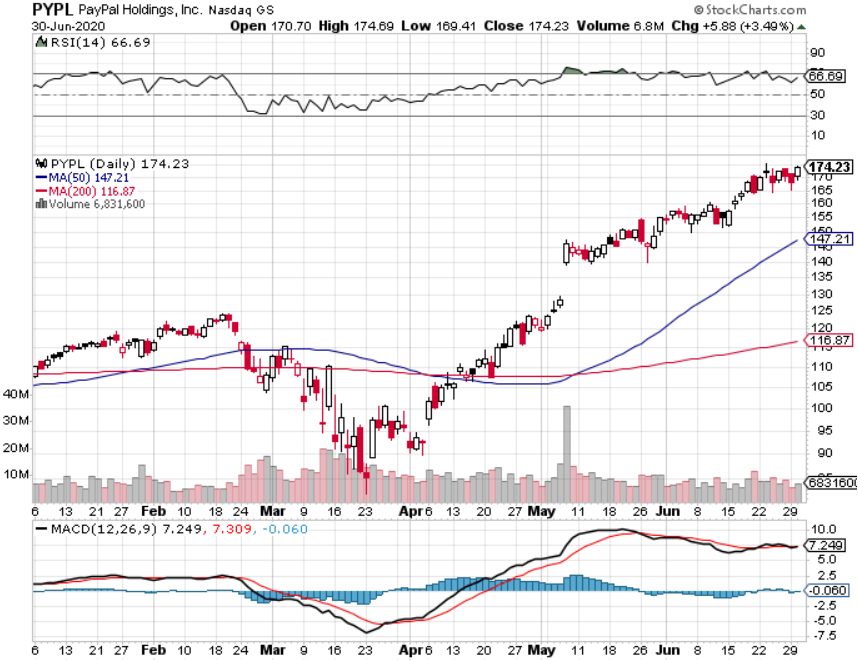 PYPL PayPal Holdings, Inc. Nasdaq GS
© StockCharts.com
30-Jun-2020 Open 170.70 High 174.69 Low 169.41 Close 174.23 Volume 6.8M Chg +5.88 (+3.49%)
RSI(14) 66.69
90
66.69
50
30
10
PYPL (Daily) 174.23
MA(50) 147.21
MA(200) 116.87
Volume 6,831,600
174.23
170
165
160
155
147.21
140
135
130
125
120
116.87
110
105
100
95
90
40M
30M
20M
10M
6831600
6 13 21 27 Feb 10 18 24 Mar 9 16 23 Apr 6 13 20 27 May 11 18 26 Jun 8 15 22 29
MACD(12,26,9) 7.249, 7.309, -0.060
10.0
7.249
5.0
2.5
-0.060
-2.5
-5.0
-7.5
6 13 21 27 Feb 10 18 24 Mar 9 16 23 Apr 6 13 20 27 May 11 18 26 Jun 8 15 22 29